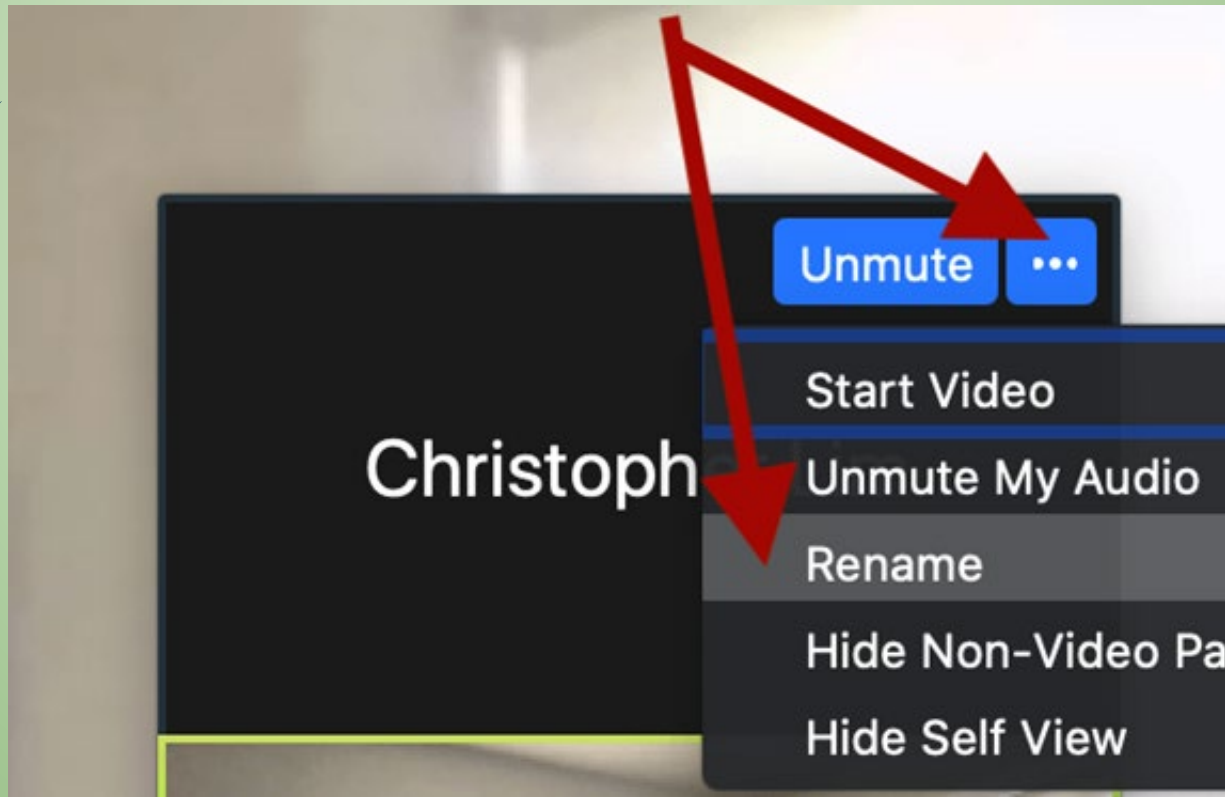 Unmute ...
Start Video
Christoph
Unmute My Audio
Rename
Hide Non-Video Pa
Hide Self View